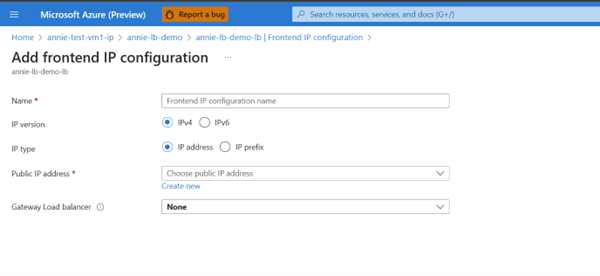 Microsoft Azure (Preview) Report a bug Search resources, services, and docs (G+/)
Home > annie-test-vm1-ip > annie-lb-demo > annie-lb-demo-lb | Frontend IP configuration >
Add frontend IP configuration ...
annie-lb-demo-lb
Name * Frontend IP configuration name
IP version IPv4 IPv6
IP type IP address IP prefix
Public IP address * Choose public IP address
Create new
Gateway Load balancer None